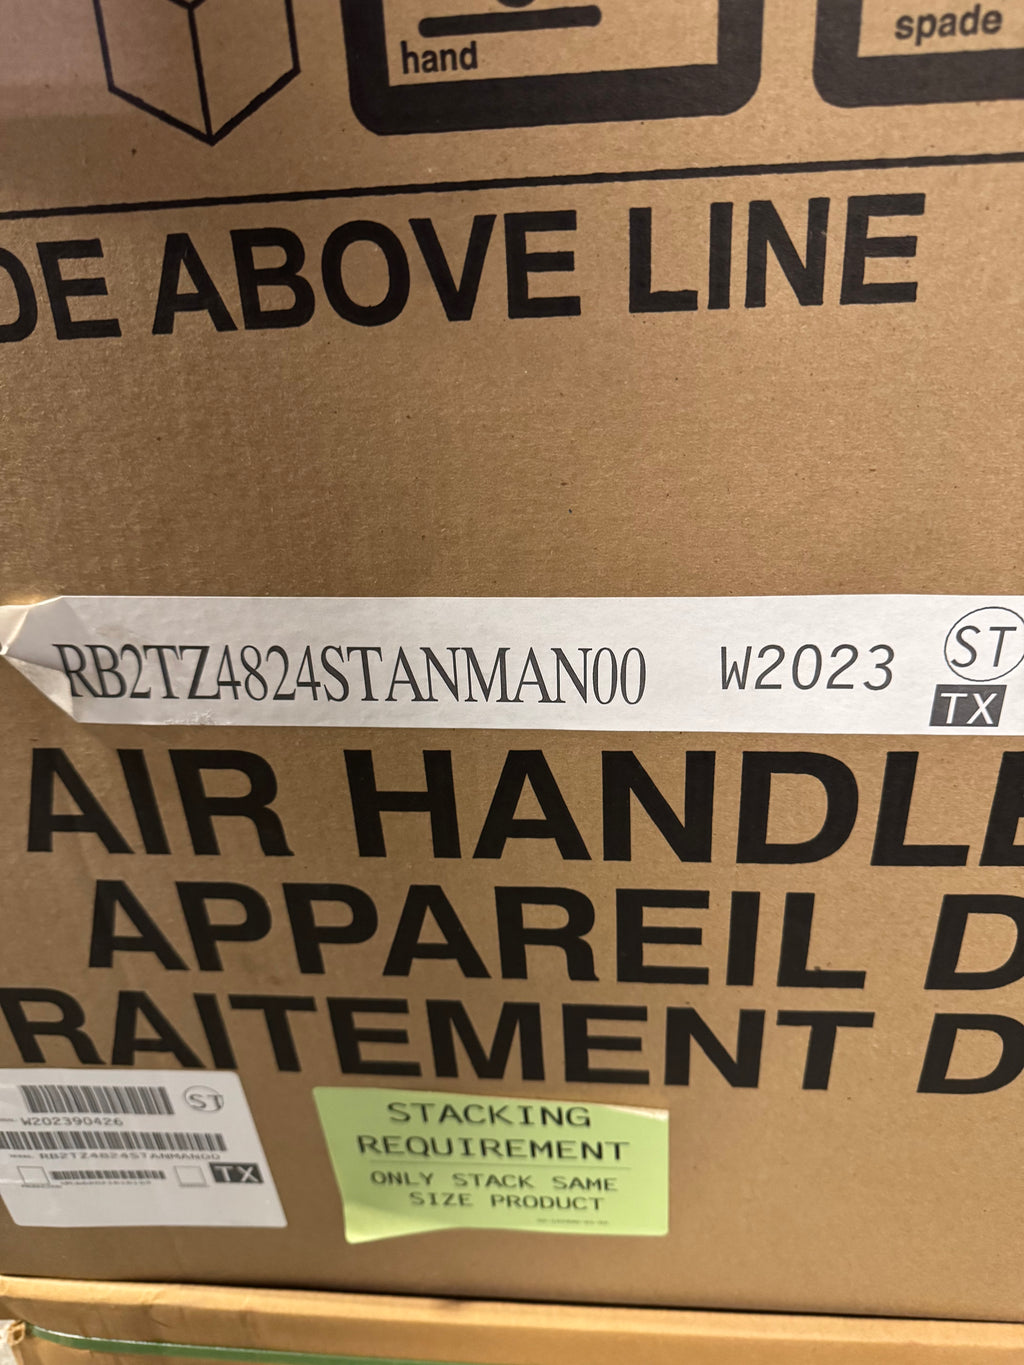 hand
spade
DE ABOVE LINE
RB2TZ4824STANMAN00 W2023 ST
TX
AIR HANDLE
APPAREIL D
RAITEMENT D
ST
W202390426
RB2TZ4824STANMAN00
TX
STACKING
REQUIREMENT
ONLY STACK SAME
SIZE PRODUCT